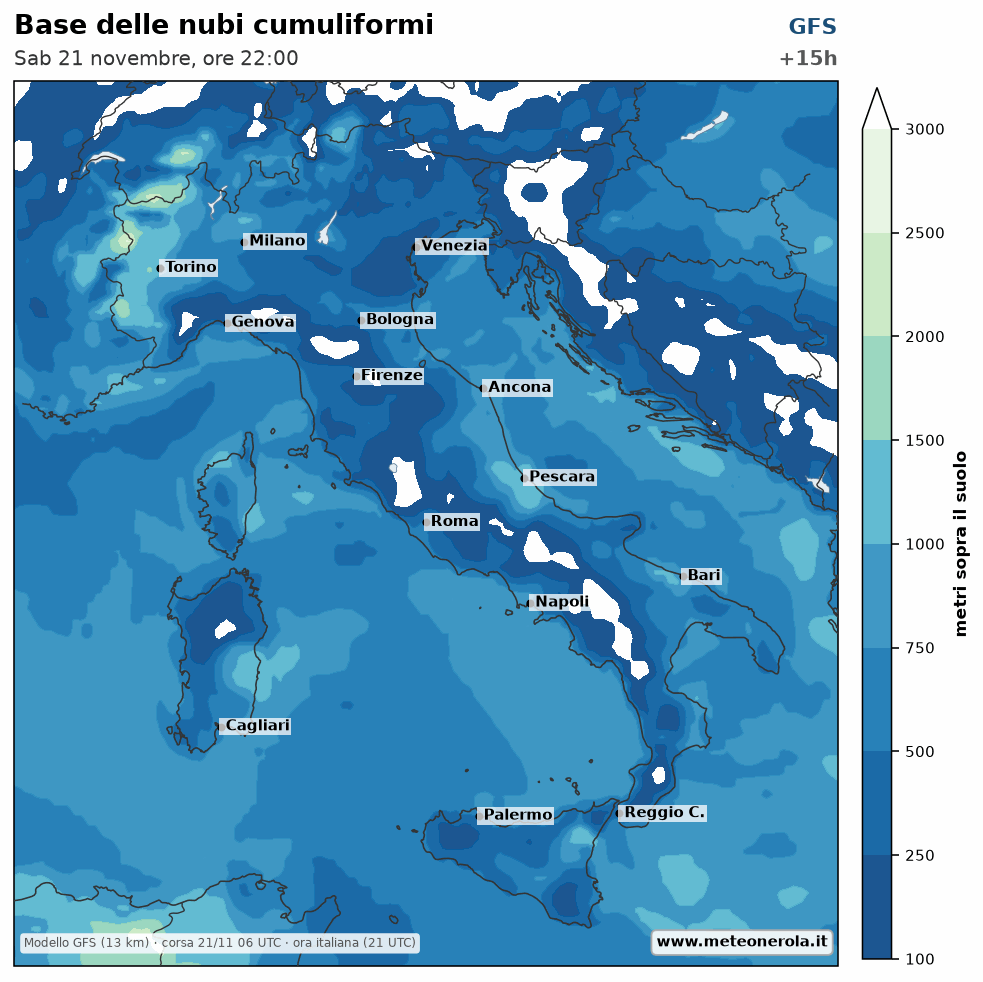 Base delle nubi cumuliformi
GFS
Sab 21 novembre, ore 22:00
+15h
Milano
Venezia
Torino
Genova
Bologna
Firenze
Ancona
Pescara
Roma
Bari
Napoli
Cagliari
Palermo
Reggio C.
3000
2500
2000
1500
1000
750
500
250
100
metri sopra il suolo
Modello GFS (13 km) · corsa 21/11 06 UTC · ora italiana (21 UTC)
www.meteonerola.it